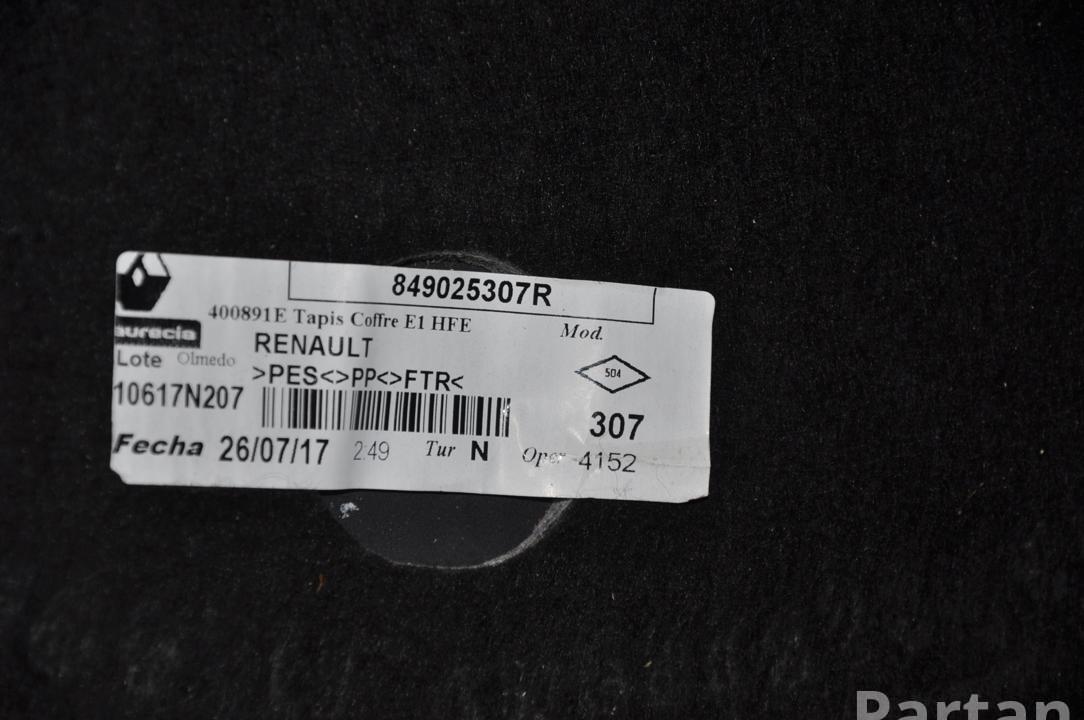 849025307R
400891E Tapis Coffre E1 HFE
Mod.
RENAULT
Lote Olmedo
>PES<>PP<>FTR<
504
10617N207
307
Fecha 26/07/17 2:49 Tur N Oper 4152
Partan